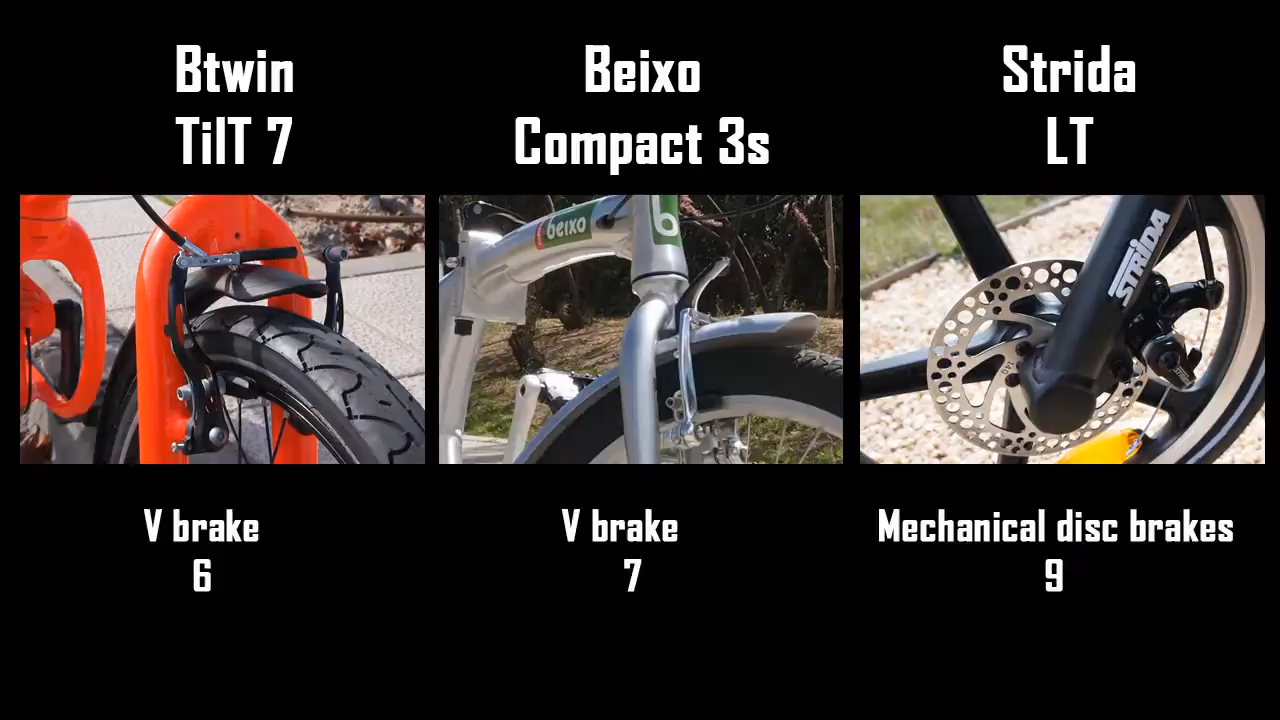 Btwin
TilT 7
Beixo
Compact 3s
Strida
LT
beixo
b
STRiDA
V brake
6
V brake
7
Mechanical disc brakes
9